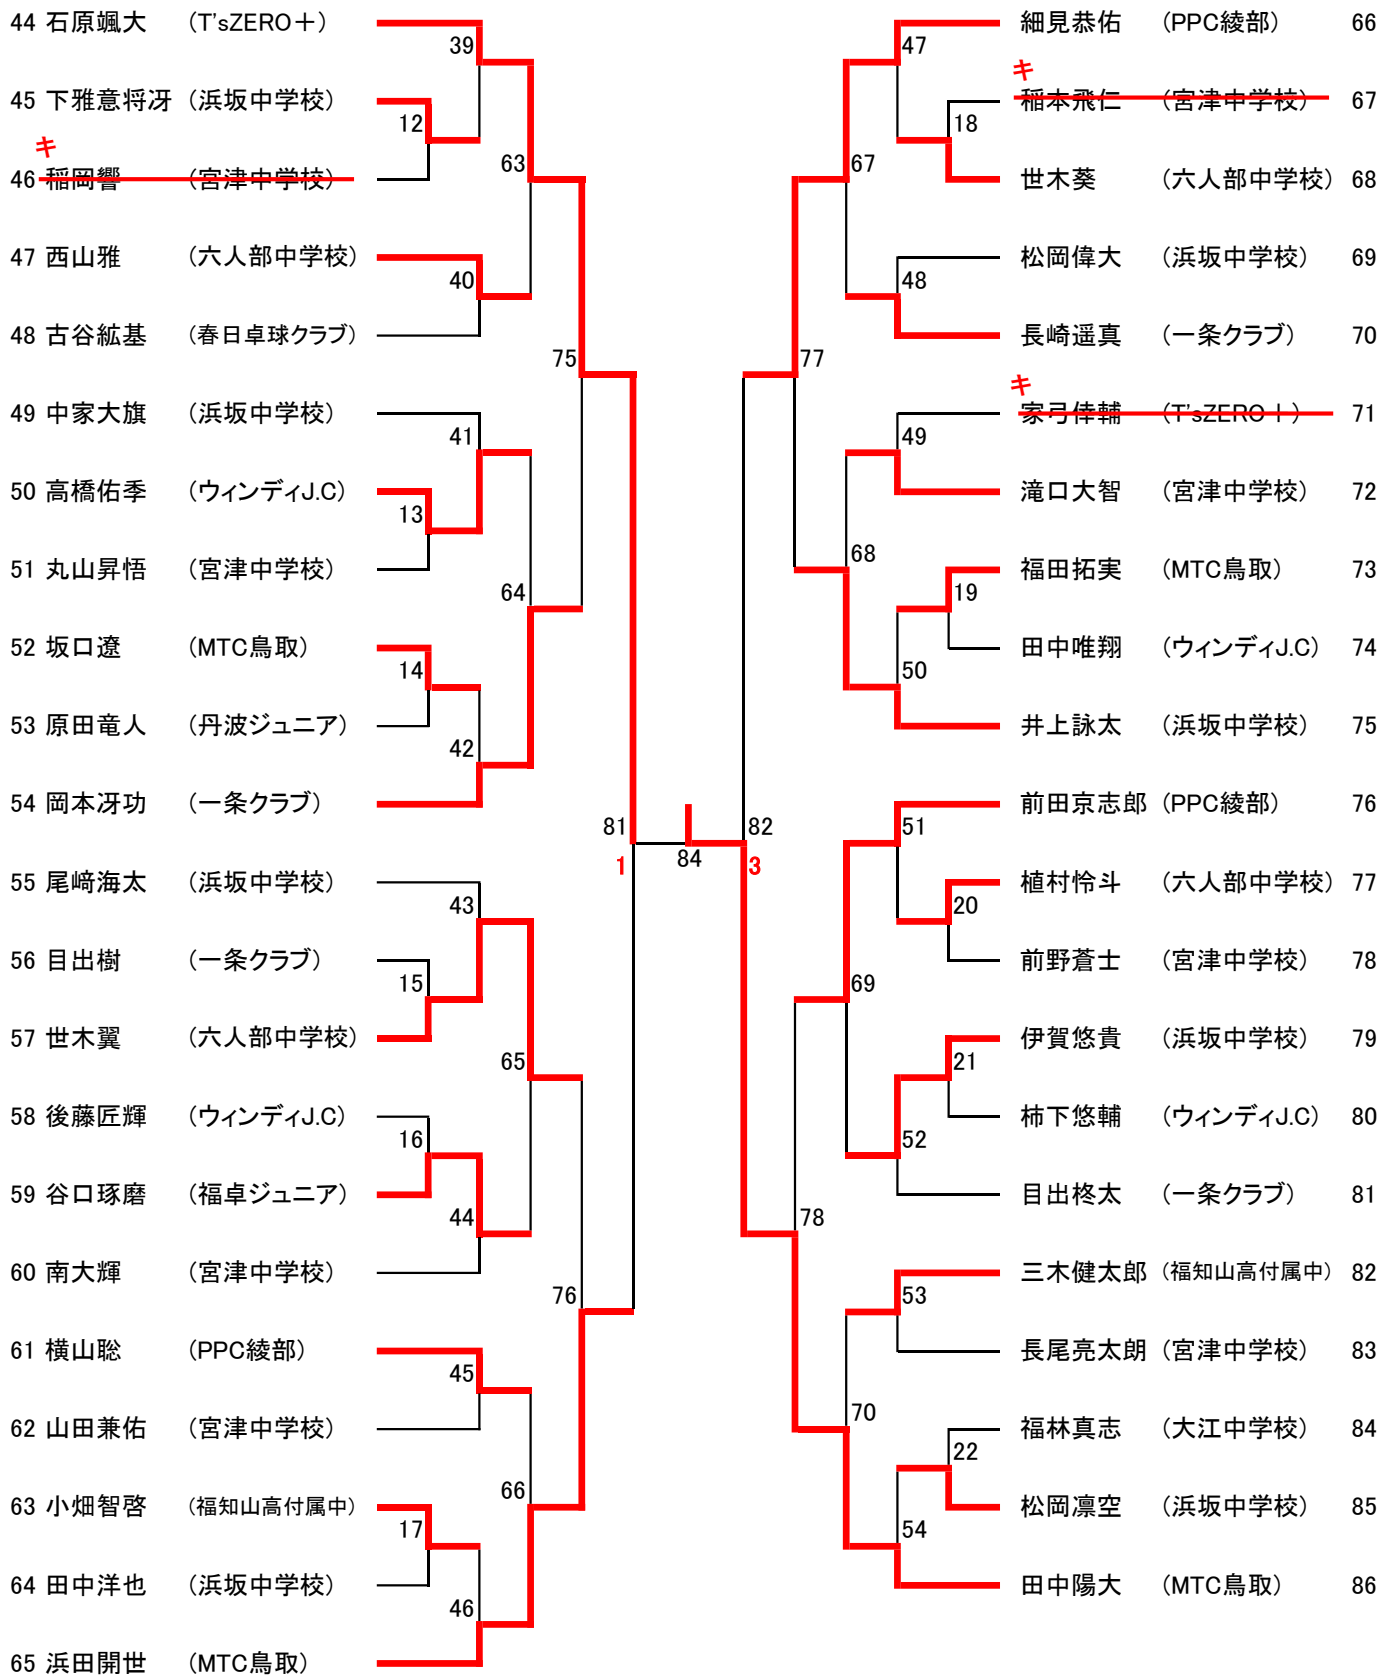 44 石原颯大 (T'sZERO＋)
39
45 下雅意将冴 (浜坂中学校)
12
キ
46 稲岡響 (宮津中学校)
63
47 西山雅 (六人部中学校)
40
48 古谷紘基 (春日卓球クラブ)
75
49 中家大旗 (浜坂中学校)
41
50 高橋佑季 (ウィンディJ.C)
13
51 丸山昇悟 (宮津中学校)
64
52 坂口遼 (MTC鳥取)
14
53 原田竜人 (丹波ジュニア)
42
54 岡本冴功 (一条クラブ)
81
1
84
55 尾﨑海太 (浜坂中学校)
43
56 目出樹 (一条クラブ)
15
57 世木翼 (六人部中学校)
65
58 後藤匠輝 (ウィンディJ.C)
16
59 谷口琢磨 (福卓ジュニア)
44
60 南大輝 (宮津中学校)
76
61 横山聡 (PPC綾部)
45
62 山田兼佑 (宮津中学校)
66
63 小畑智啓 (福知山高付属中)
17
64 田中洋也 (浜坂中学校)
46
65 浜田開世 (MTC鳥取)
細見恭佑 (PPC綾部) 66
47
キ
稲本飛仁 (宮津中学校) 67
18
67
世木葵 (六人部中学校) 68
松岡偉大 (浜坂中学校) 69
48
長崎遥真 (一条クラブ) 70
77
キ
家弓倖輔 (T'sZERO＋) 71
49
滝口大智 (宮津中学校) 72
68
福田拓実 (MTC鳥取) 73
19
田中唯翔 (ウィンディJ.C) 74
50
井上詠太 (浜坂中学校) 75
前田京志郎 (PPC綾部) 76
82
51
3
植村怜斗 (六人部中学校) 77
20
前野蒼士 (宮津中学校) 78
69
伊賀悠貴 (浜坂中学校) 79
21
柿下悠輔 (ウィンディJ.C) 80
52
目出柊太 (一条クラブ) 81
78
三木健太郎 (福知山高付属中) 82
53
長尾亮太朗 (宮津中学校) 83
70
福林真志 (大江中学校) 84
22
松岡凛空 (浜坂中学校) 85
54
田中陽大 (MTC鳥取) 86